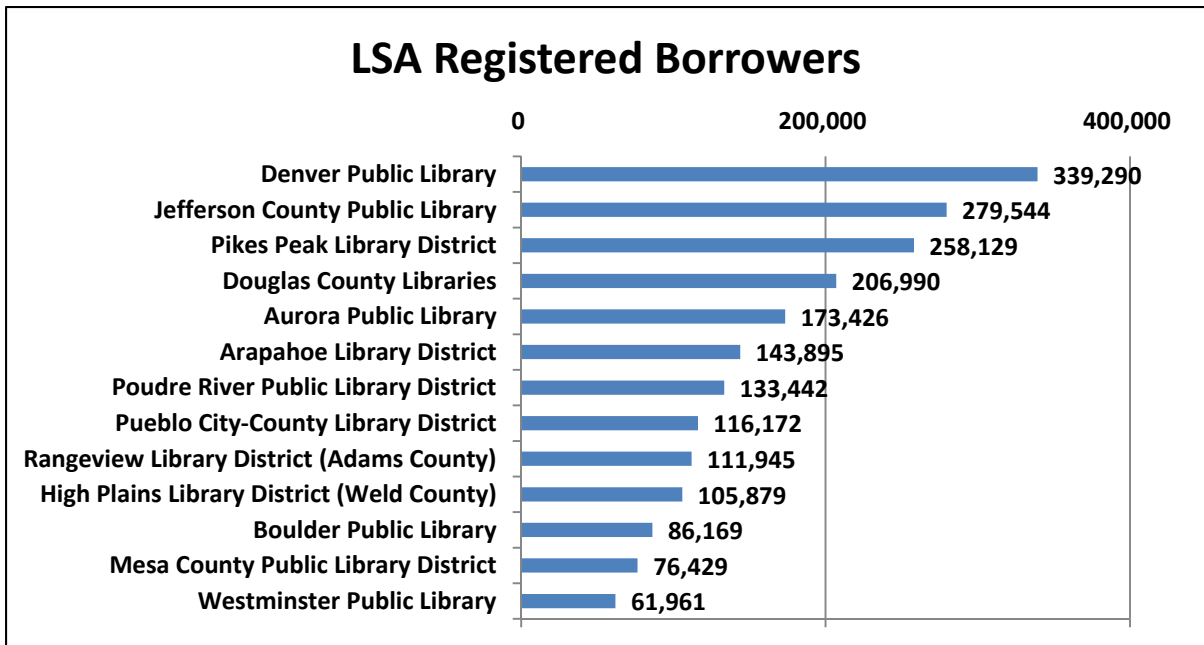 LSA Registered Borrowers
0 200,000 400,000
Denver Public Library 339,290
Jefferson County Public Library 279,544
Pikes Peak Library District 258,129
Douglas County Libraries 206,990
Aurora Public Library 173,426
Arapahoe Library District 143,895
Poudre River Public Library District 133,442
Pueblo City-County Library District 116,172
Rangeview Library District (Adams County) 111,945
High Plains Library District (Weld County) 105,879
Boulder Public Library 86,169
Mesa County Public Library District 76,429
Westminster Public Library 61,961